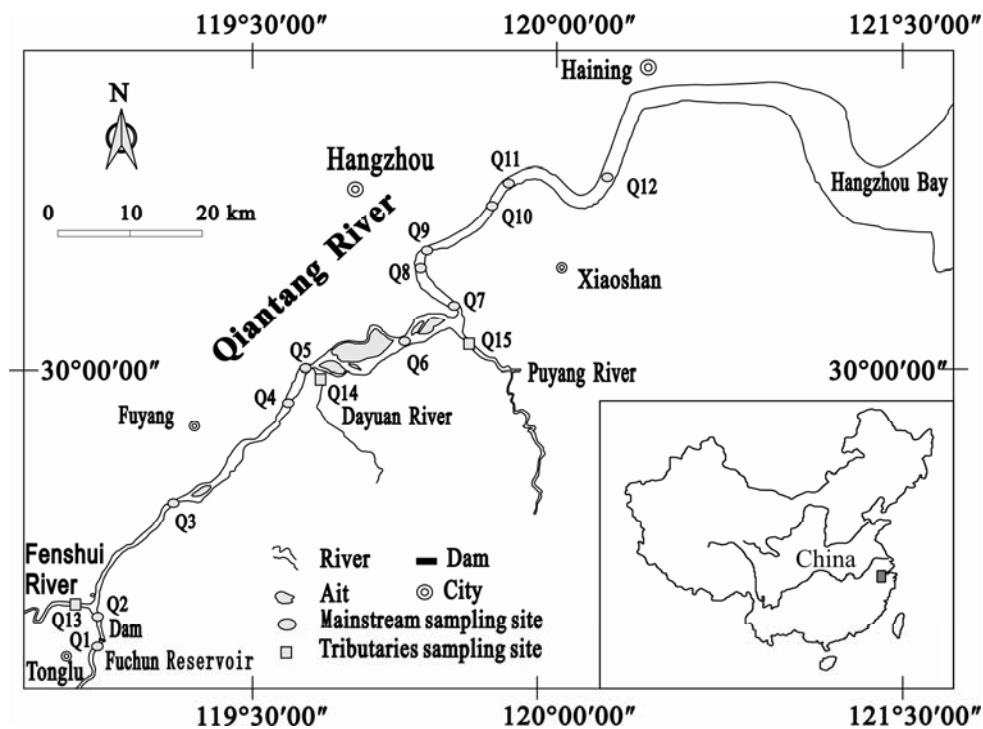 119°30′00″ 120°00′00″ 121°30′00″
Haining
N
Hangzhou
Q11
Q12
Hangzhou Bay
0 10 20 km
Q10
Qiantang River
Q9
Q8
Xiaoshan
Q7
Q15
Q5
Q6
30°00′00″
Puyang River
30°00′00″
Q14
Q4
Dayuan River
Fuyang
Q3
Fenshui
River
River
Dam
China
Ait
City
Q2
Q13
Mainstream sampling site
Dam
Q1
Tributaries sampling site
Fuchun Reservoir
Tonglu
119°30′00″ 120°00′00″ 121°30′00″